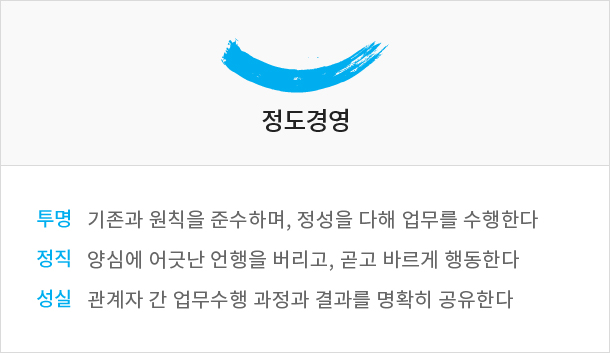 정도경영
투명 기존과 원칙을 준수하며, 정성을 다해 업무를 수행한다
정직 양심에 어긋난 언행을 버리고, 곧고 바르게 행동한다
성실 관계자 간 업무수행 과정과 결과를 명확히 공유한다